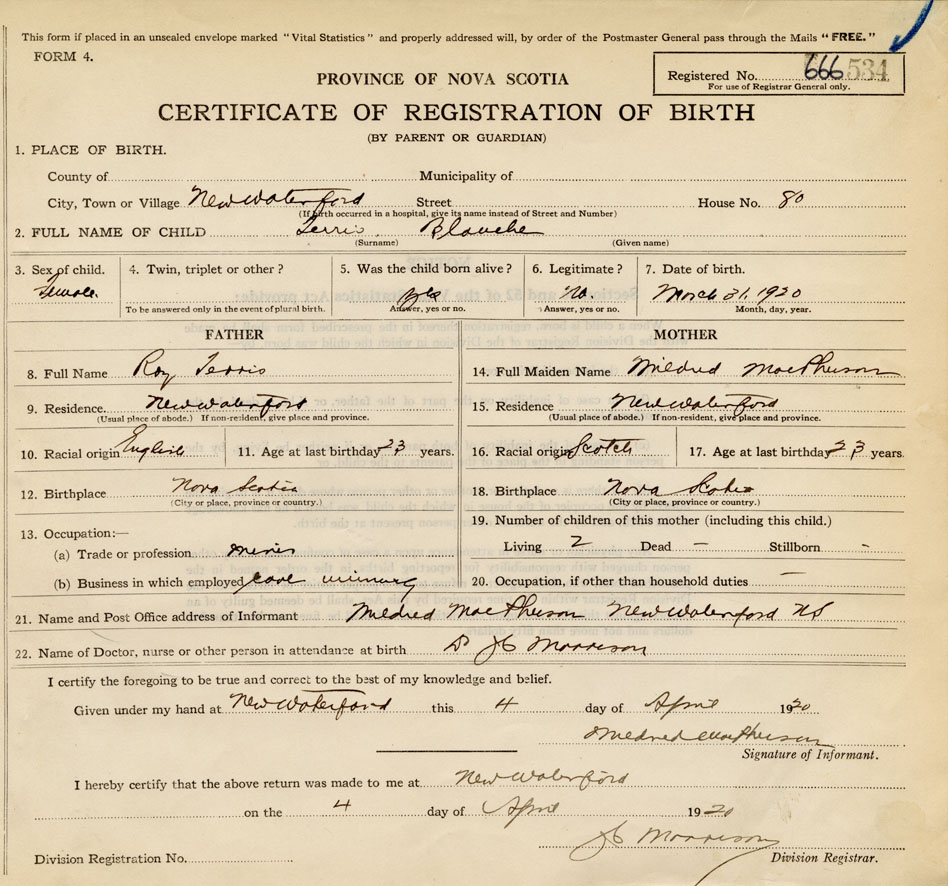 This form if placed in an unsealed envelope marked "Vital Statistics" and properly addressed will, by order of the Postmaster General pass through the Mails "FREE."
FORM 4.
Registered No. 666 534
For use of Registrar General only.
PROVINCE OF NOVA SCOTIA
CERTIFICATE OF REGISTRATION OF BIRTH
(BY PARENT OR GUARDIAN)
1. PLACE OF BIRTH.
County of Municipality of
City, Town or Village New Waterford Street House No. 80
(If birth occurred in a hospital, give its name instead of Street and Number)
2. FULL NAME OF CHILD Ferris Blanche
(Surname) (Given name)
3. Sex of child. 4. Twin, triplet or other? 5. Was the child born alive? 6. Legitimate? 7. Date of birth.
Female. yes no. March 31, 1920
To be answered only in the event of plural birth. Answer, yes or no. Answer, yes or no. Month, day, year.
FATHER MOTHER
8. Full Name Roy Ferris 14. Full Maiden Name Mildred MacPherson
9. Residence. New Waterford 15. Residence New Waterford
(Usual place of abode.) If non-resident, give place and province. (Usual place of abode.) If non-resident, give place and province.
10. Racial origin English 11. Age at last birthday 23 years. 16. Racial origin Scotch 17. Age at last birthday 23 years.
12. Birthplace Nova Scotia 18. Birthplace Nova Scotia
(City or place, province or country.) (City or place, province or country.)
13. Occupation:— 19. Number of children of this mother (including this child.)
(a) Trade or profession miner Living 2 Dead – Stillborn -
(b) Business in which employed coal mining 20. Occupation, if other than household duties –
21. Name and Post Office address of Informant Mildred MacPherson New Waterford NS
22. Name of Doctor, nurse or other person in attendance at birth Dr Morrison
I certify the foregoing to be true and correct to the best of my knowledge and belief.
Given under my hand at New Waterford this 4 day of April 1920
Mildred MacPherson
Signature of Informant.
I hereby certify that the above return was made to me at New Waterford
on the 4 day of April 1920
Morrison
Division Registration No. Division Registrar.